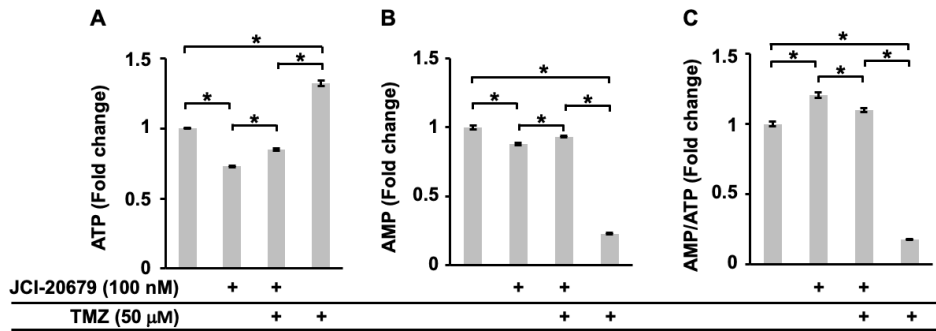 A B C
* * * * * * * * * * * *
ATP (Fold change) 1.5 1 0.5 0
AMP (Fold change) 1.5 1 0.5 0
AMP/ATP (Fold change) 1.5 1 0.5 0
JCI-20679 (100 nM) + + + + + +
TMZ (50 μM) + + + + + +